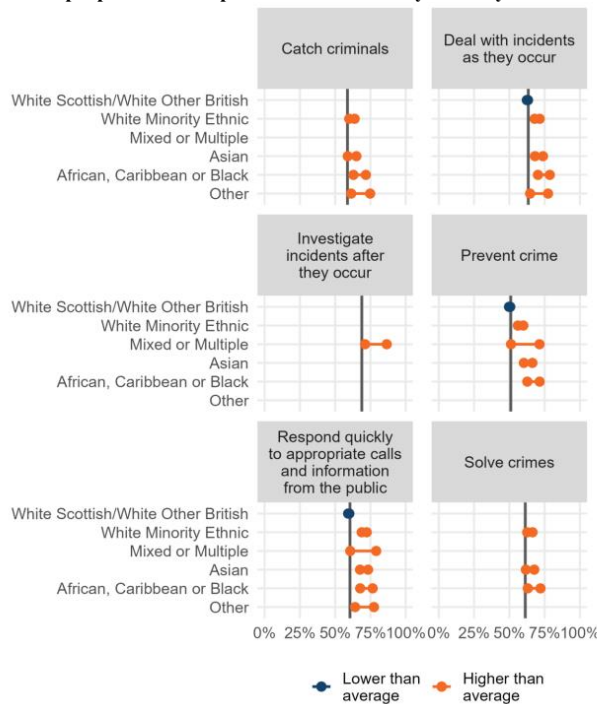 Catch criminals
Deal with incidents
as they occur
White Scottish/White Other British
White Minority Ethnic
Mixed or Multiple
Asian
African, Caribbean or Black
Other
Investigate
incidents after
they occur
Prevent crime
White Scottish/White Other British
White Minority Ethnic
Mixed or Multiple
Asian
African, Caribbean or Black
Other
Respond quickly
to appropriate calls
and information
from the public
Solve crimes
White Scottish/White Other British
White Minority Ethnic
Mixed or Multiple
Asian
African, Caribbean or Black
Other
0% 25% 50% 75% 100% 0% 25% 50% 75% 100%
Lower than
average
Higher than
average